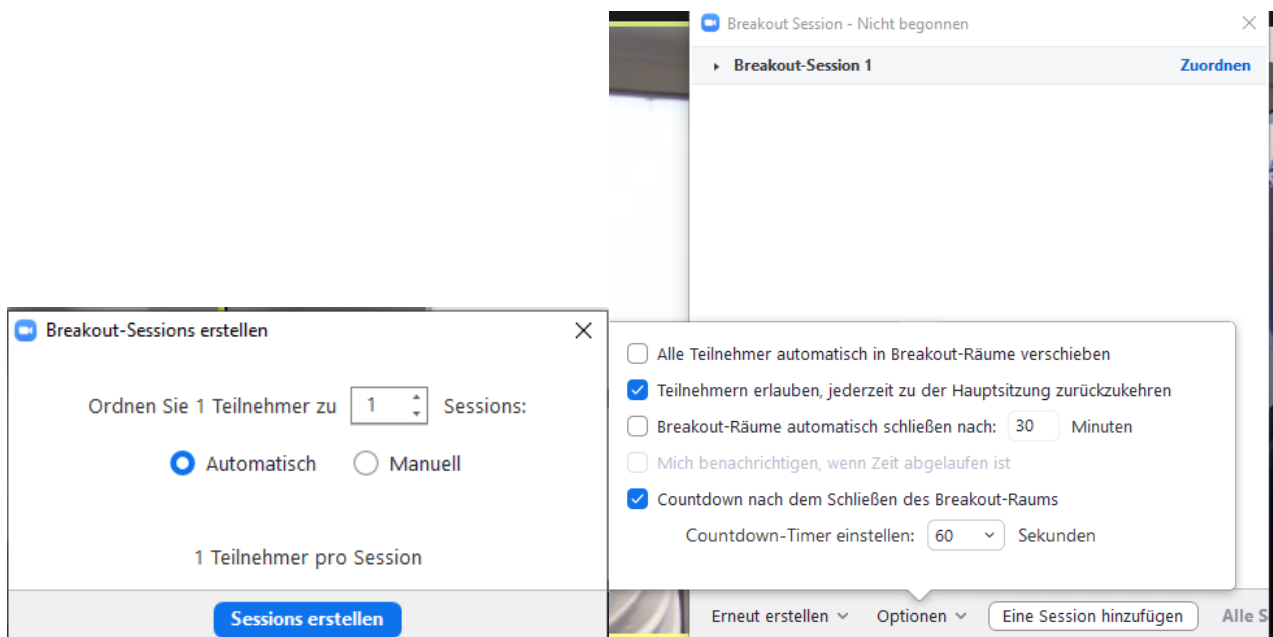 Breakout Session - Nicht begonnen
Breakout-Session 1 Zuordnen
Breakout-Sessions erstellen
Ordnen Sie 1 Teilnehmer zu 1 Sessions:
Automatisch Manuell
1 Teilnehmer pro Session
Sessions erstellen
Alle Teilnehmer automatisch in Breakout-Räume verschieben
Teilnehmern erlauben, jederzeit zu der Hauptsitzung zurückzukehren
Breakout-Räume automatisch schließen nach: 30 Minuten
Mich benachrichtigen, wenn Zeit abgelaufen ist
Countdown nach dem Schließen des Breakout-Raums
Countdown-Timer einstellen: 60 Sekunden
Erneut erstellen Optionen Eine Session hinzufügen Alle S